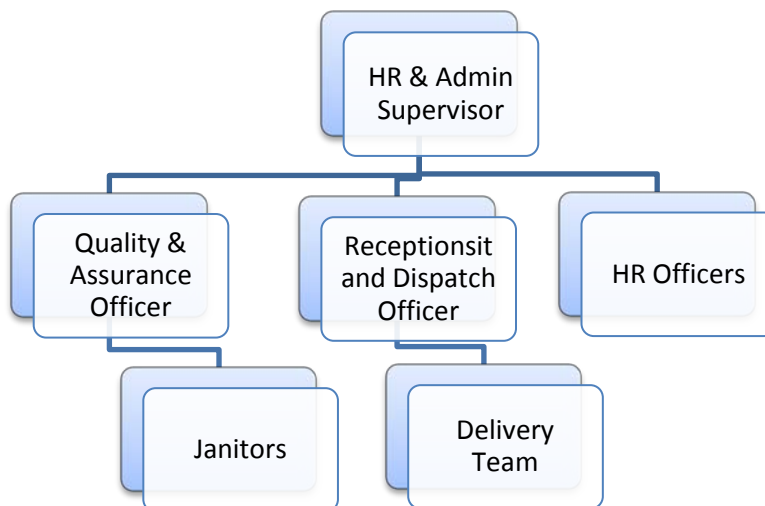 HR & Admin
Supervisor
Quality &
Assurance
Officer
Receptionsit
and Dispatch
Officer
HR Officers
Janitors
Delivery
Team